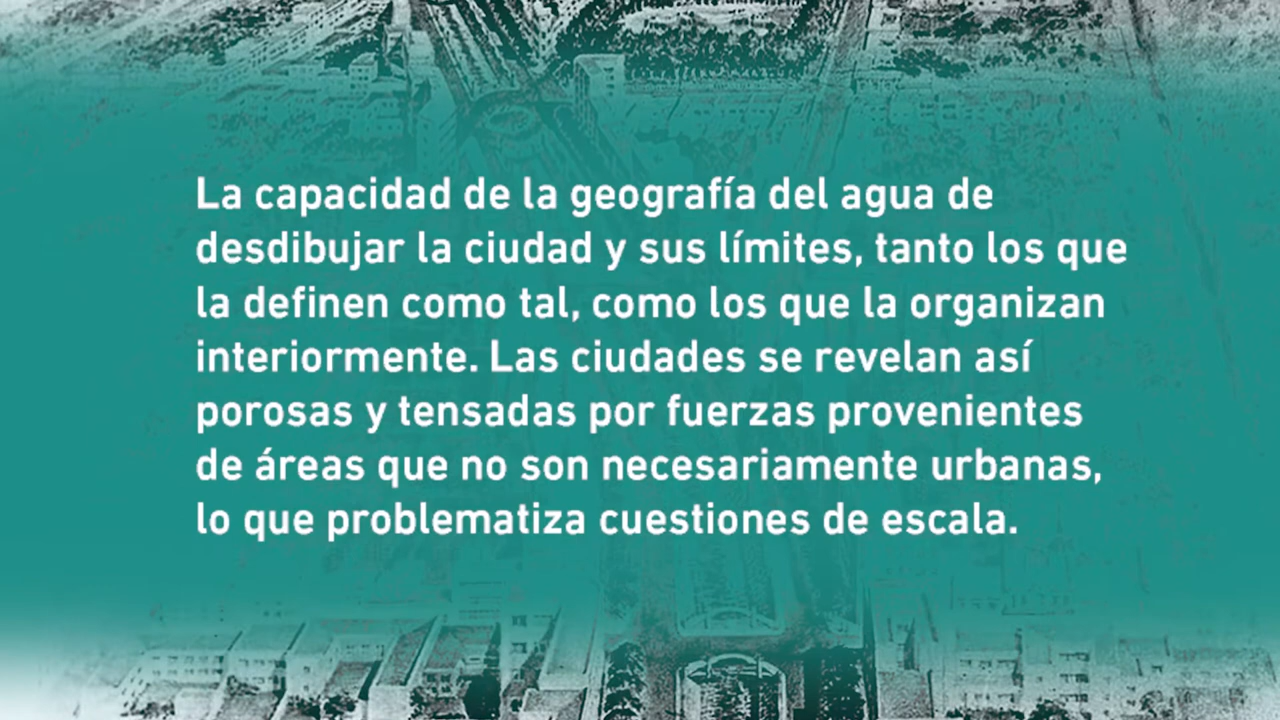 La capacidad de la geografía del agua de
desdibujar la ciudad y sus límites, tanto los que
la definen como tal, como los que la organizan
interiormente. Las ciudades se revelan así
porosas y tensadas por fuerzas provenientes
de áreas que no son necesariamente urbanas,
lo que problematiza cuestiones de escala.